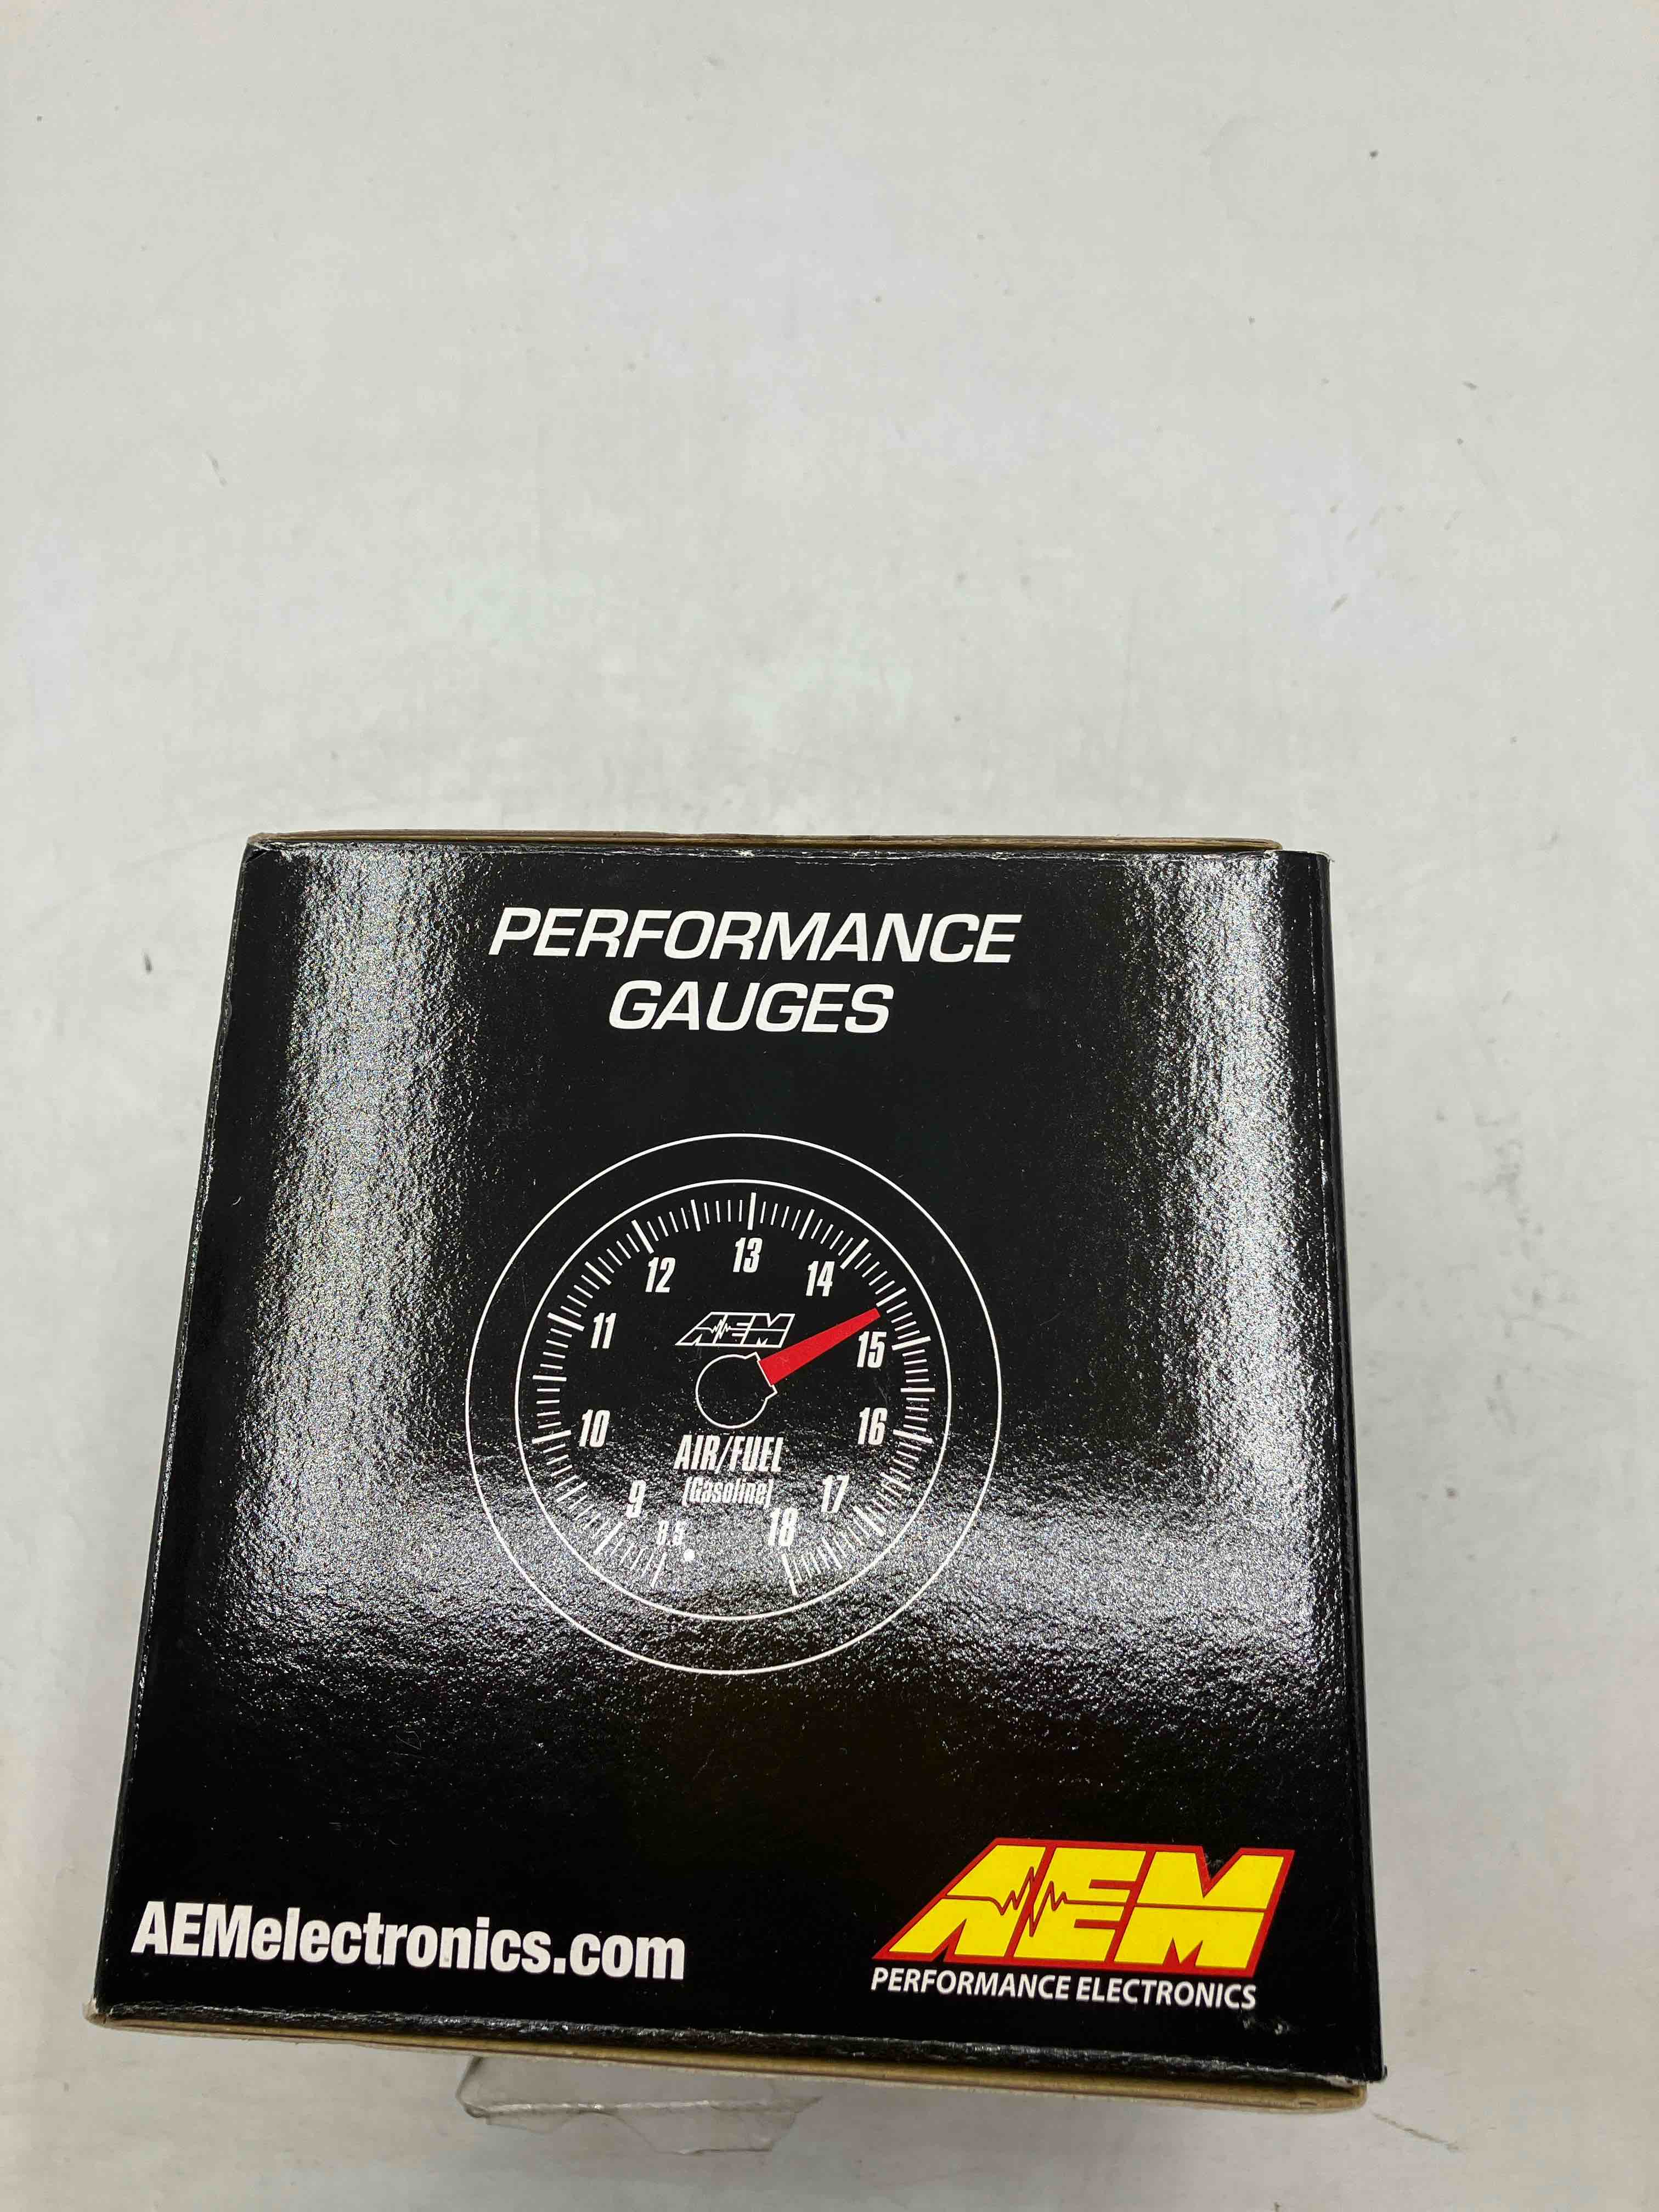 PERFORMANCE
GAUGES
13
12
14
11
AEM
15
10
16
AIR/FUEL
(Gasoline)
9
17
8.5
18
AEM
AEMelectronics.com
PERFORMANCE ELECTRONICS